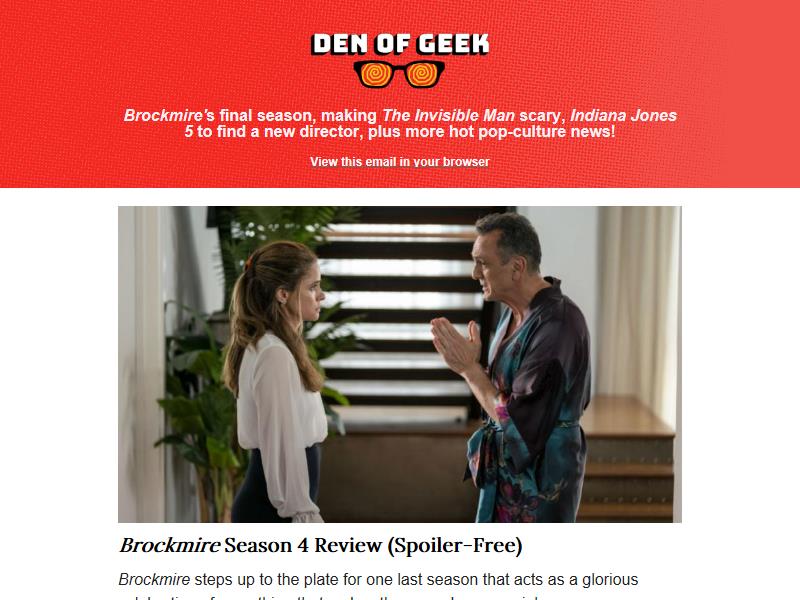 DEN OF GEEK
Brockmire's final season, making The Invisible Man scary, Indiana Jones
5 to find a new director, plus more hot pop-culture news!
View this email in your browser
Brockmire Season 4 Review (Spoiler-Free)
Brockmire steps up to the plate for one last season that acts as a glorious